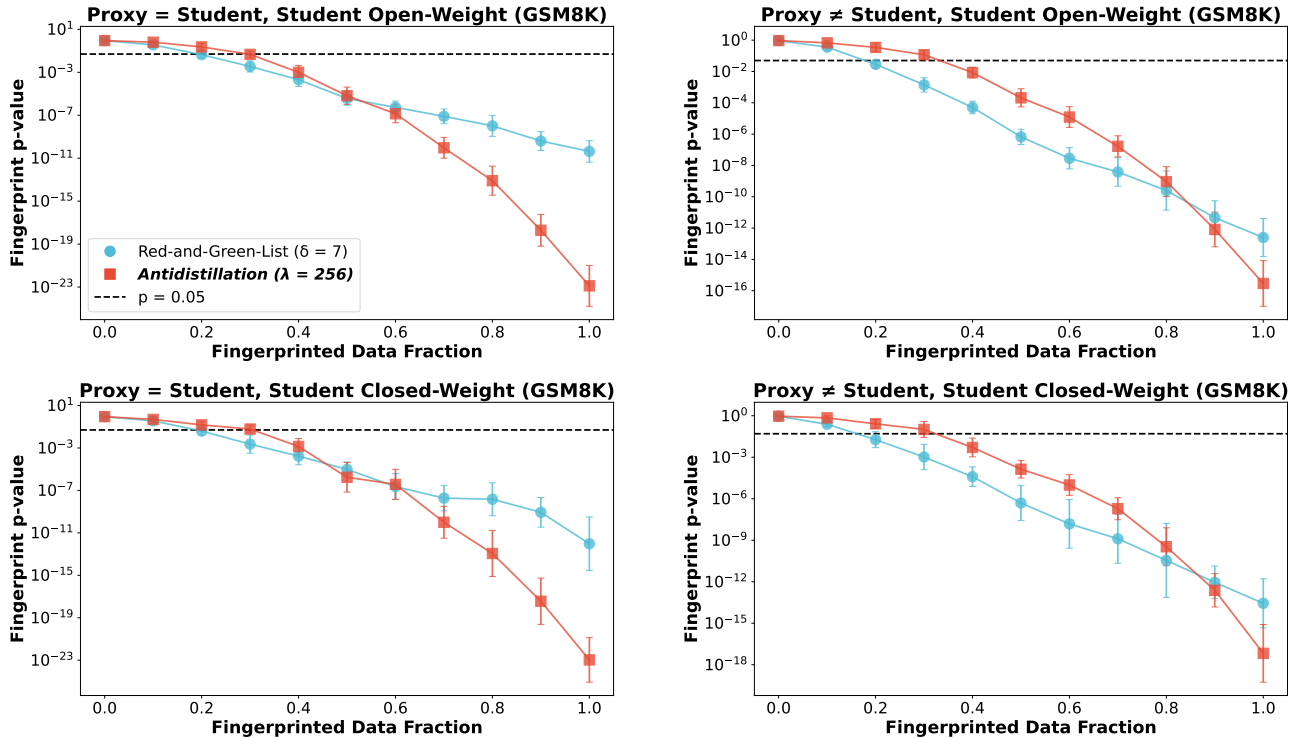 Proxy = Student, Student Open-Weight (GSM8K)
Fingerprint p-value
10^1
10^-3
10^-7
10^-11
10^-15
10^-19
10^-23
Red-and-Green-List (δ = 7)
Antidistillation (λ = 256)
p = 0.05
0.0 0.2 0.4 0.6 0.8 1.0
Fingerprinted Data Fraction
Proxy ≠ Student, Student Open-Weight (GSM8K)
Fingerprint p-value
10^0
10^-2
10^-4
10^-6
10^-8
10^-10
10^-12
10^-14
10^-16
0.0 0.2 0.4 0.6 0.8 1.0
Fingerprinted Data Fraction
Proxy = Student, Student Closed-Weight (GSM8K)
Fingerprint p-value
10^1
10^-3
10^-7
10^-11
10^-15
10^-19
10^-23
0.0 0.2 0.4 0.6 0.8 1.0
Fingerprinted Data Fraction
Proxy ≠ Student, Student Closed-Weight (GSM8K)
Fingerprint p-value
10^0
10^-3
10^-6
10^-9
10^-12
10^-15
10^-18
0.0 0.2 0.4 0.6 0.8 1.0
Fingerprinted Data Fraction